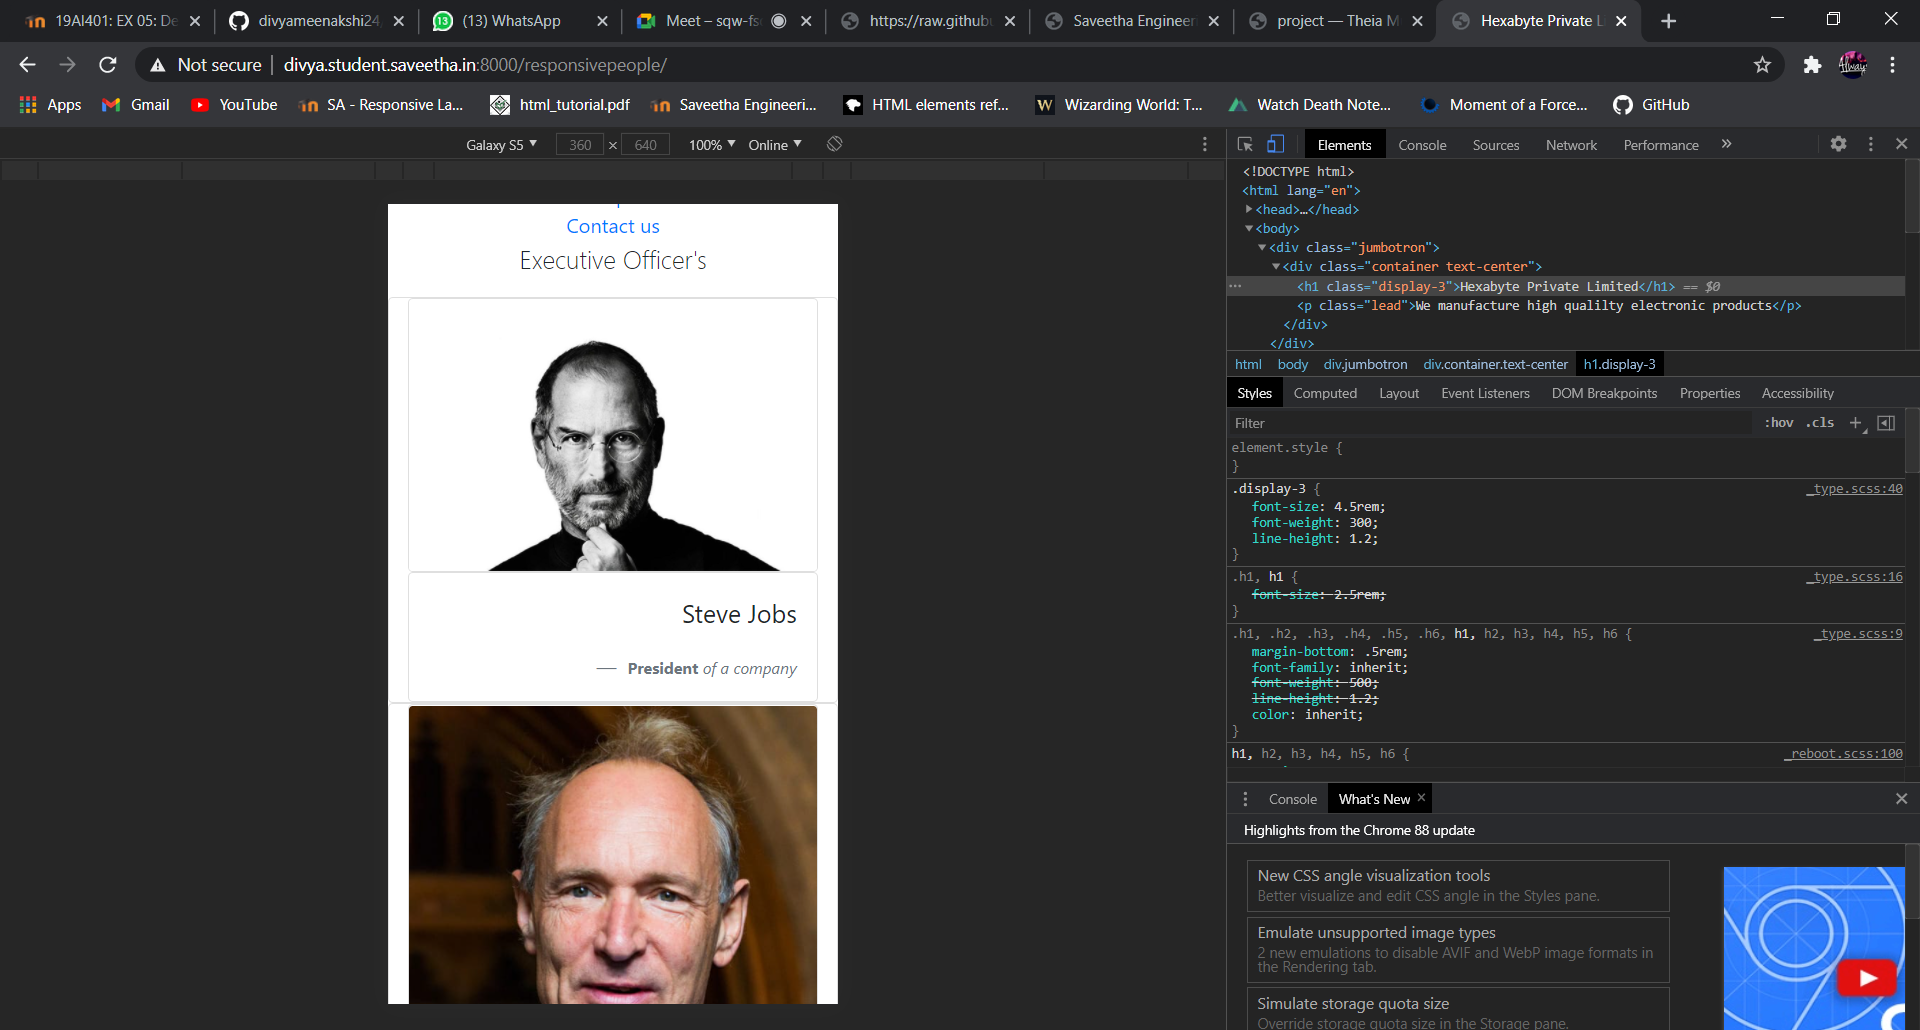 19AI401: EX 05: De
divyameenakshi24
(13) WhatsApp
Meet – sqw-fs
https://raw.github
Saveetha Engineer
project — Theia M
Hexabyte Private L
Not secure
divya.student.saveetha.in:8000/responsivepeople/
Apps
Gmail
YouTube
SA - Responsive La...
html_tutorial.pdf
Saveetha Engineeri...
HTML elements ref...
Wizarding World: T...
Watch Death Note...
Moment of a Force...
GitHub
Galaxy S5 ▼ 360 × 640 100% ▼ Online ▼
Contact us
Executive Officer's
Steve Jobs
— President of a company
Elements Console Sources Network Performance »
<!DOCTYPE html>
<html lang="en">
<head>…</head>
<body>
<div class="jumbotron">
<div class="container text-center">
<h1 class="display-3">Hexabyte Private Limited</h1> == $0
<p class="lead">We manufacture high qualilty electronic products</p>
</div>
</div>
html body div.jumbotron div.container.text-center h1.display-3
Styles Computed Layout Event Listeners DOM Breakpoints Properties Accessibility
Filter :hov .cls +
element.style {
}
.display-3 { _type.scss:40
font-size: 4.5rem;
font-weight: 300;
line-height: 1.2;
}
.h1, h1 { _type.scss:16
font-size: 2.5rem;
}
.h1, .h2, .h3, .h4, .h5, .h6, h1, h2, h3, h4, h5, h6 { _type.scss:9
margin-bottom: .5rem;
font-family: inherit;
font-weight: 500;
line-height: 1.2;
color: inherit;
}
h1, h2, h3, h4, h5, h6 { _reboot.scss:100
Console What's New ×
Highlights from the Chrome 88 update
New CSS angle visualization tools
Better visualize and edit CSS angle in the Styles pane.
Emulate unsupported image types
2 new emulations to disable AVIF and WebP image formats in
the Rendering tab.
Simulate storage quota size
Override storage quota size in the Storage pane.